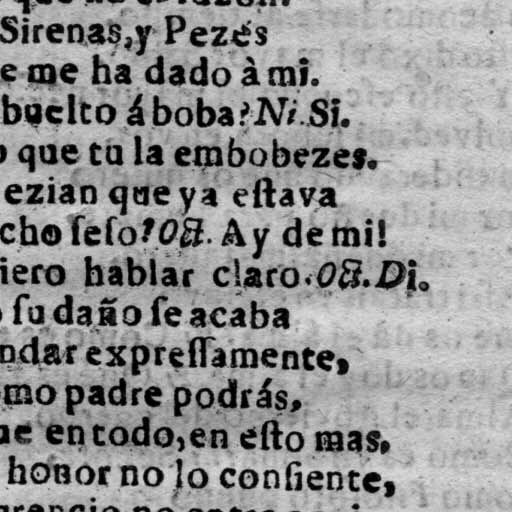 Sirenas, y Pezes
e me ha dado à mi.
buelto á boba? Ni. Si.
que tu la embobezes.
ezian que ya eſtava
cho ſeſo? Oct. Ay de mi!
iero hablar claro. Oct. Di.
ſu daño ſe acaba
ndar expreſſamente,
mo padre podrás,
ue en todo, en eſto mas,
honor no lo conſiente,